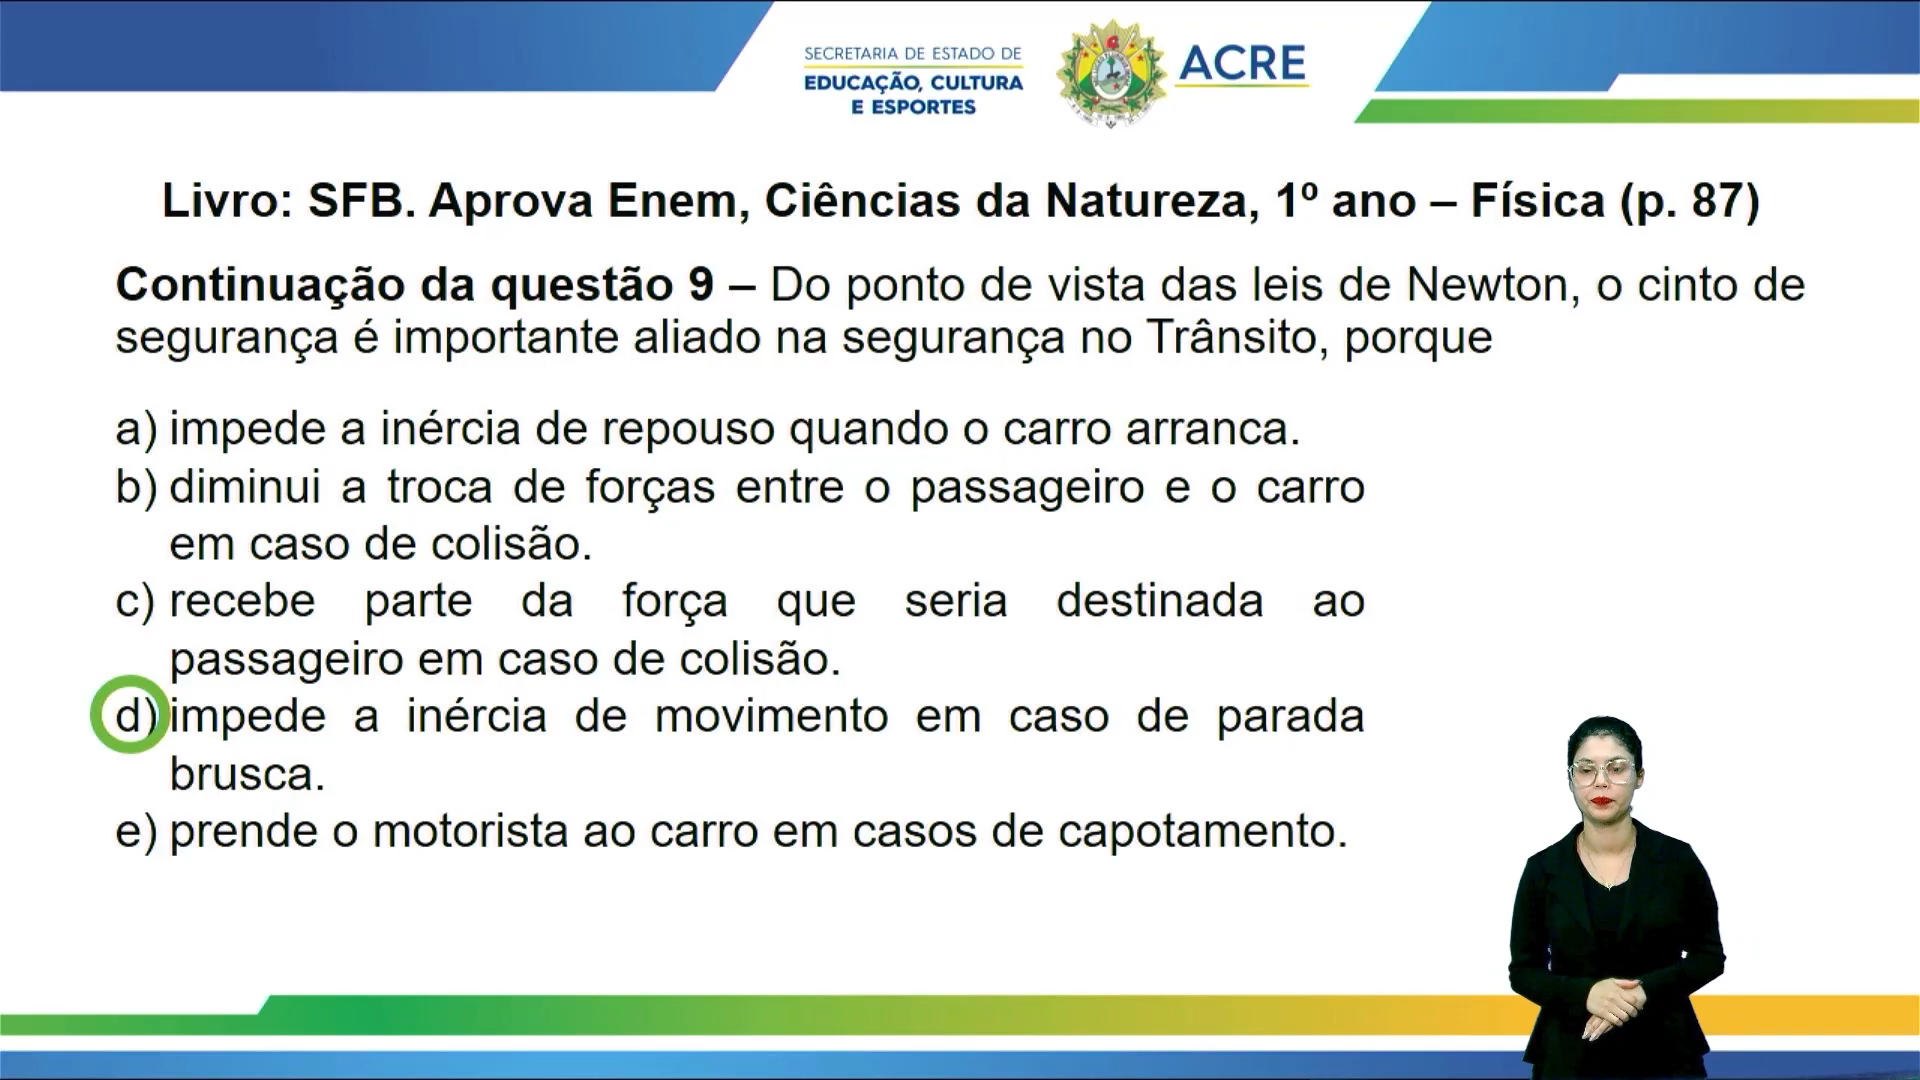 SECRETARIA DE ESTADO DE
EDUCAÇÃO, CULTURA
E ESPORTES
ACRE
Livro: SFB. Aprova Enem, Ciências da Natureza, 1º ano – Física (p. 87)
Continuação da questão 9 – Do ponto de vista das leis de Newton, o cinto de
segurança é importante aliado na segurança no Trânsito, porque
a) impede a inércia de repouso quando o carro arranca.
b) diminui a troca de forças entre o passageiro e o carro
em caso de colisão.
c) recebe parte da força que seria destinada ao
passageiro em caso de colisão.
d) impede a inércia de movimento em caso de parada
brusca.
e) prende o motorista ao carro em casos de capotamento.